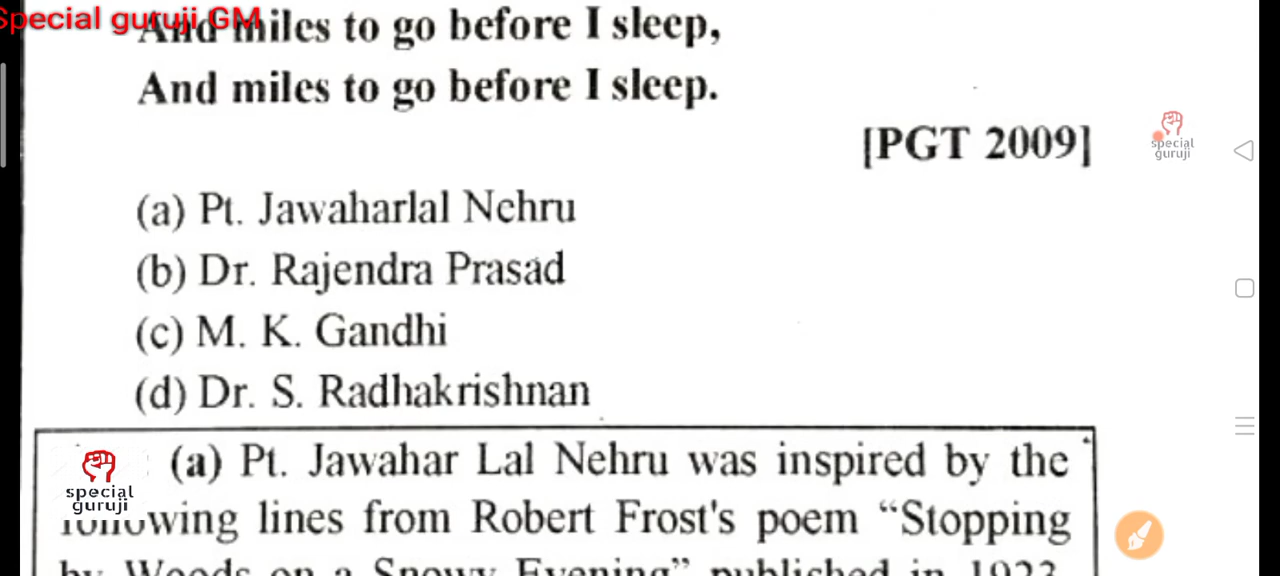 Special guruji GM
And miles to go before I sleep,
And miles to go before I sleep.
[PGT 2009]
special
guruji
(a) Pt. Jawaharlal Nehru
(b) Dr. Rajendra Prasad
(c) M. K. Gandhi
(d) Dr. S. Radhakrishnan
(a) Pt. Jawahar Lal Nehru was inspired by the
special
guruji
following lines from Robert Frost's poem “Stopping
by Woods on a Snowy Evening” published in 1923